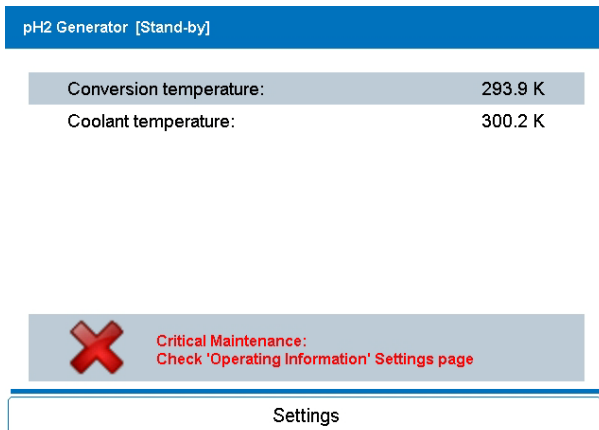 pH2 Generator [Stand-by]
Conversion temperature: 293.9 K
Coolant temperature: 300.2 K
Critical Maintenance:
Check 'Operating Information' Settings page
Settings